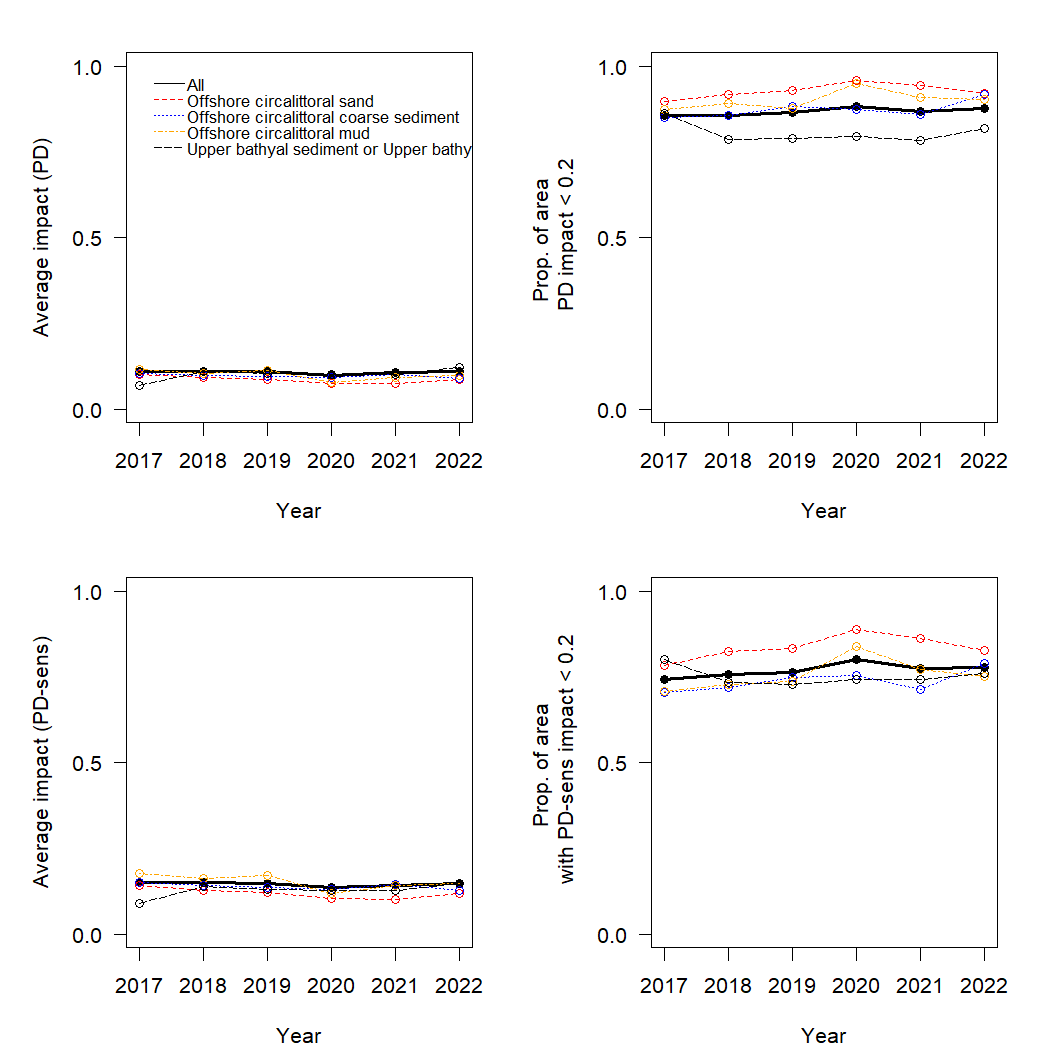 Average impact (PD)
1.0
0.5
0.0
All
Offshore circalittoral sand
Offshore circalittoral coarse sediment
Offshore circalittoral mud
Upper bathyal sediment or Upper bathy
2017 2018 2019 2020 2021 2022
Year
Prop. of area
PD impact < 0.2
1.0
0.5
0.0
2017 2018 2019 2020 2021 2022
Year
Average impact (PD-sens)
1.0
0.5
0.0
2017 2018 2019 2020 2021 2022
Year
Prop. of area
with PD-sens impact < 0.2
1.0
0.5
0.0
2017 2018 2019 2020 2021 2022
Year